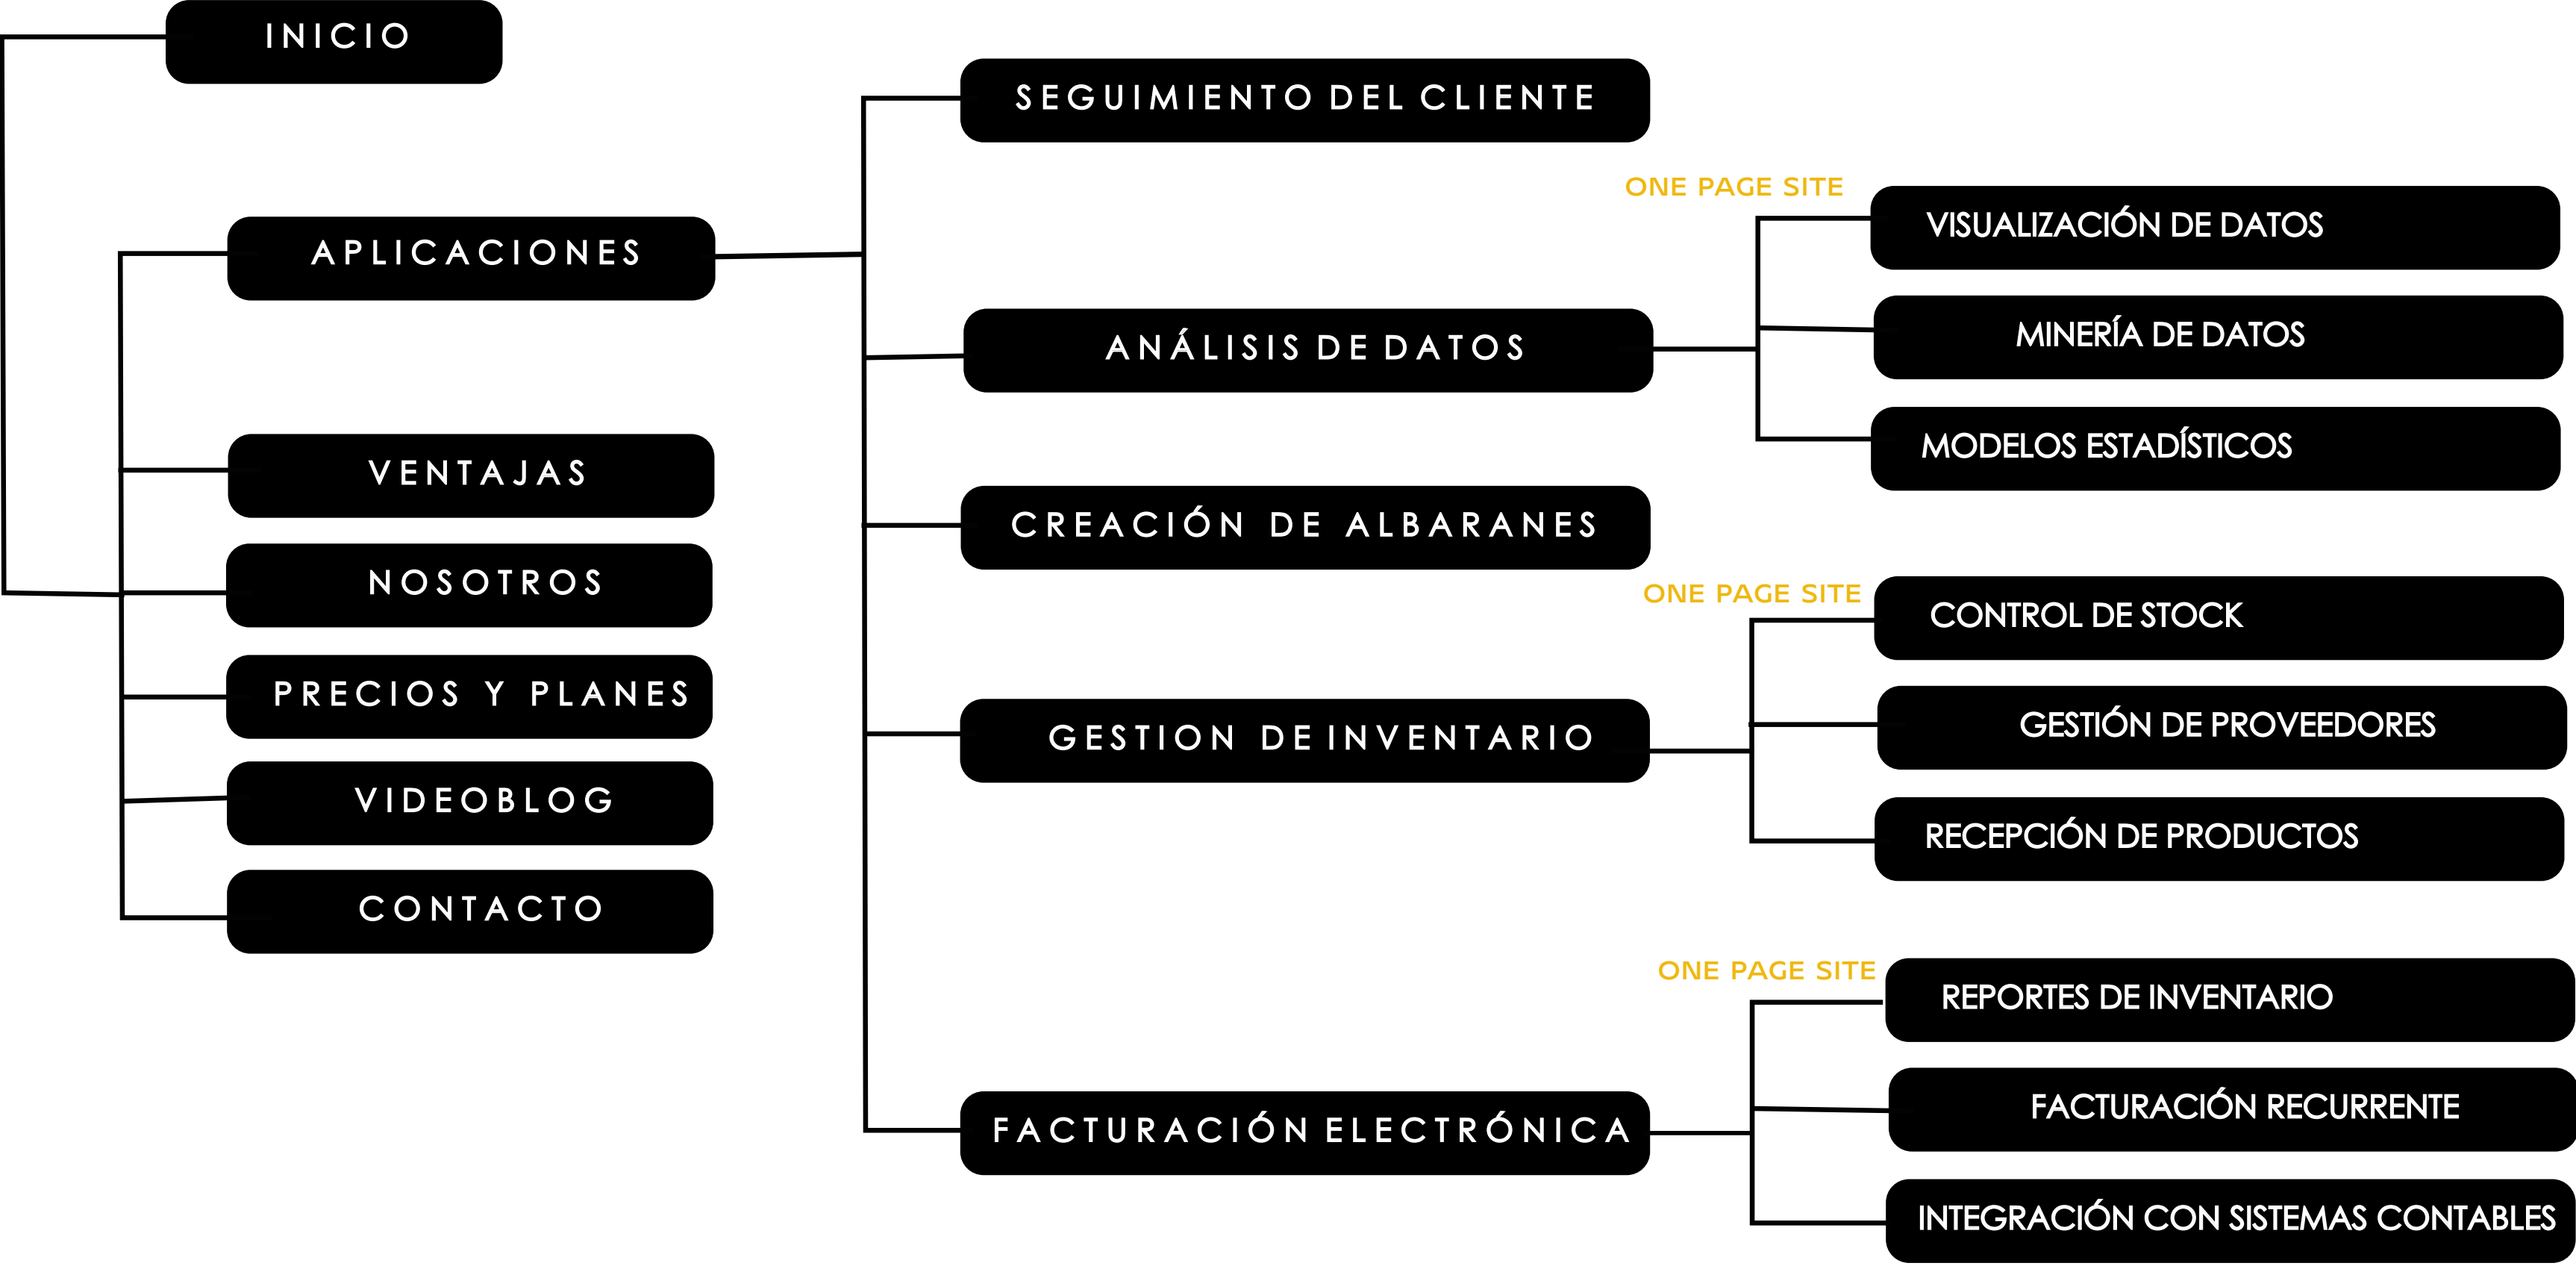 INICIO
APLICACIONES
VENTAJAS
NOSOTROS
PRECIOS Y PLANES
VIDEOBLOG
CONTACTO
SEGUIMIENTO DEL CLIENTE
ANÁLISIS DE DATOS
CREACIÓN DE ALBARANES
GESTION DE INVENTARIO
FACTURACIÓN ELECTRÓNICA
ONE PAGE SITE
VISUALIZACIÓN DE DATOS
MINERÍA DE DATOS
MODELOS ESTADÍSTICOS
ONE PAGE SITE
CONTROL DE STOCK
GESTIÓN DE PROVEEDORES
RECEPCIÓN DE PRODUCTOS
ONE PAGE SITE
REPORTES DE INVENTARIO
FACTURACIÓN RECURRENTE
INTEGRACIÓN CON SISTEMAS CONTABLES